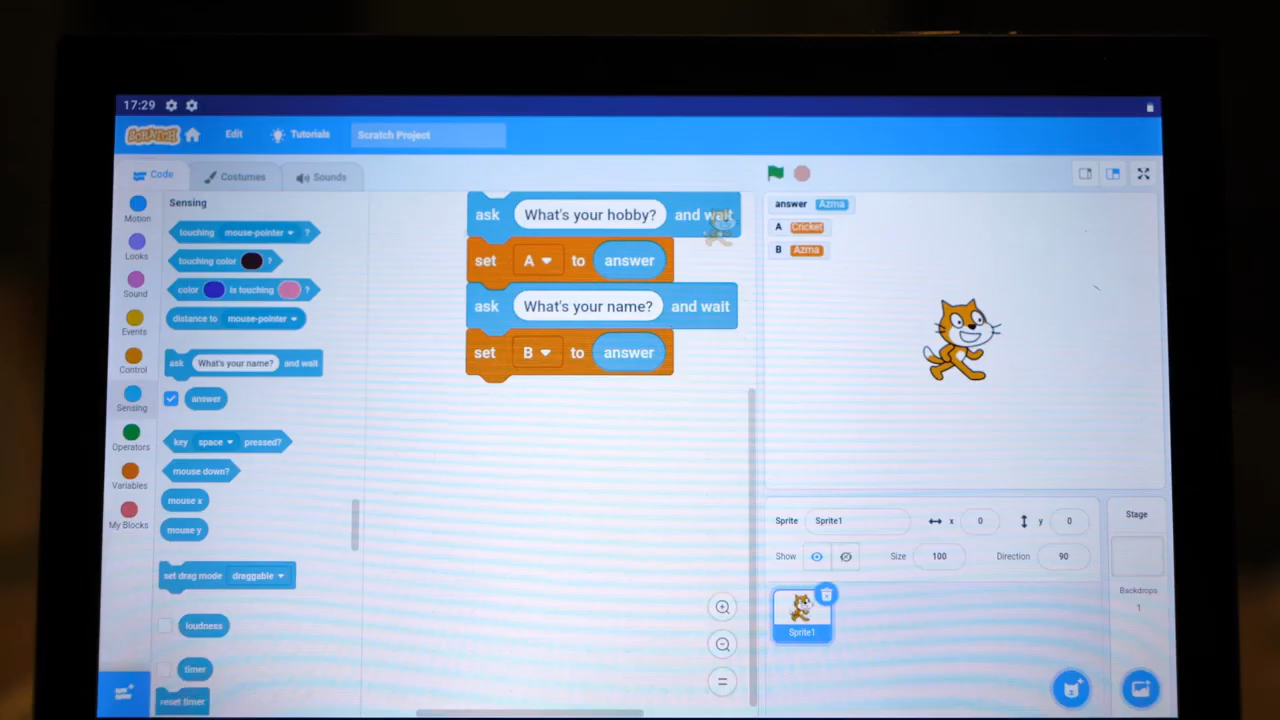 17:29
SCRATCH Edit Tutorials Scratch Project
Code Costumes Sounds
Motion
Looks
Sound
Events
Control
Sensing
Operators
Variables
My Blocks
Sensing
touching mouse-pointer ?
touching color ?
color is touching ?
distance to mouse-pointer
ask What's your name? and wait
answer
key space pressed?
mouse down?
mouse x
mouse y
set drag mode draggable
loudness
timer
reset timer
ask What's your hobby? and wait
set A to answer
ask What's your name? and wait
set B to answer
answer Azma
A Cricket
B Azma
Sprite Sprite1 x 0 y 0
Show Size 100 Direction 90
Sprite1
Stage
Backdrops
1